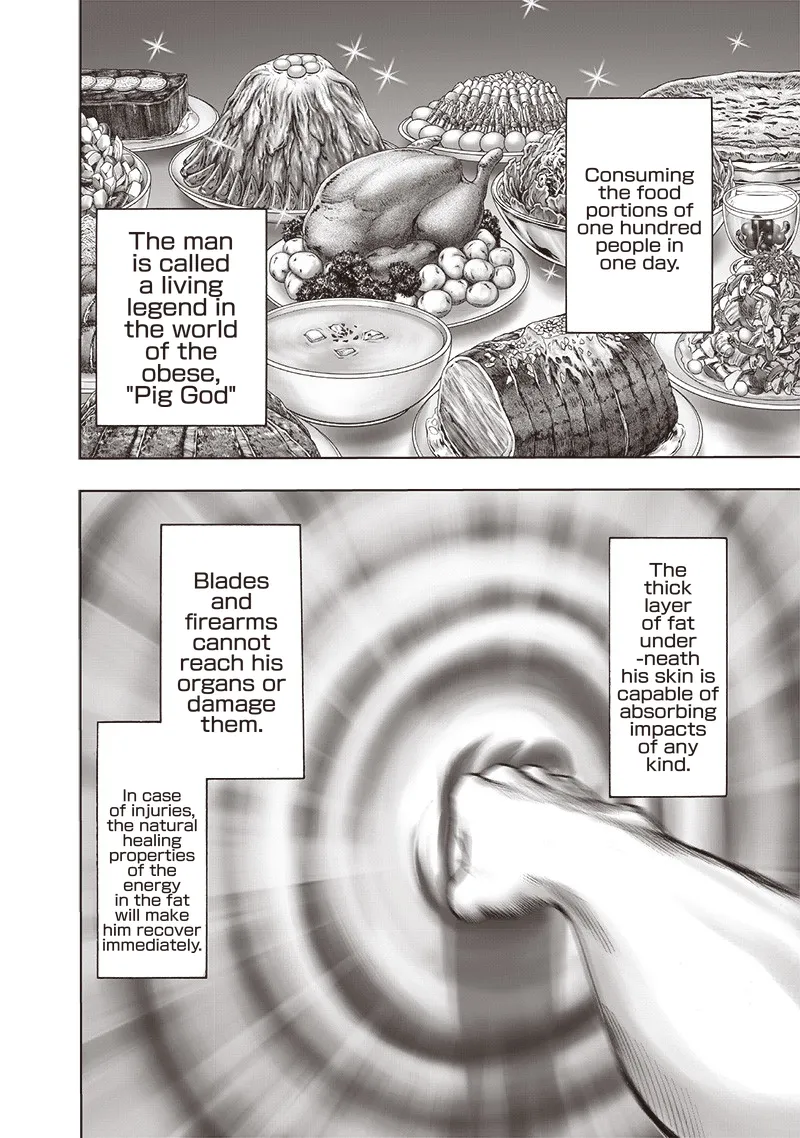 Consuming
the food
portions of
one hundred
people in
one day.
The man
is called
a living
legend in
the world
of the
obese,
"Pig God"
The
thick
layer
of fat
under
-neath
his skin is
capable of
absorbing
impacts
of any
kind.
Blades
and
firearms
cannot
reach his
organs or
damage
them.
In case
of injuries,
the natural
healing
properties
of the
energy
in the fat
will make
him recover
immediately.